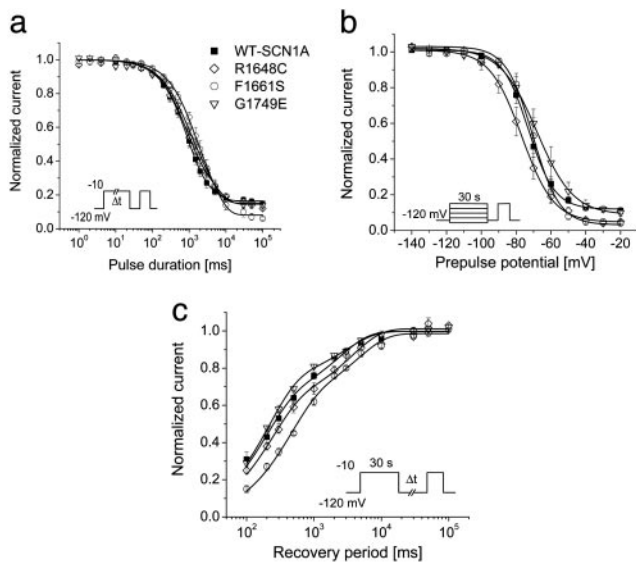 a
Normalized current
1.0
0.8
0.6
0.4
0.2
0.0
WT-SCN1A
R1648C
F1661S
G1749E
-10
Δt
-120 mV
10⁰ 10¹ 10² 10³ 10⁴ 10⁵
Pulse duration [ms]
b
Normalized current
1.0
0.8
0.6
0.4
0.2
0.0
30 s
-120 mV
-140 -120 -100 -80 -60 -40 -20
Prepulse potential [mV]
c
Normalized current
1.0
0.8
0.6
0.4
0.2
0.0
-10
30 s
Δt
-120 mV
10² 10³ 10⁴ 10⁵
Recovery period [ms]